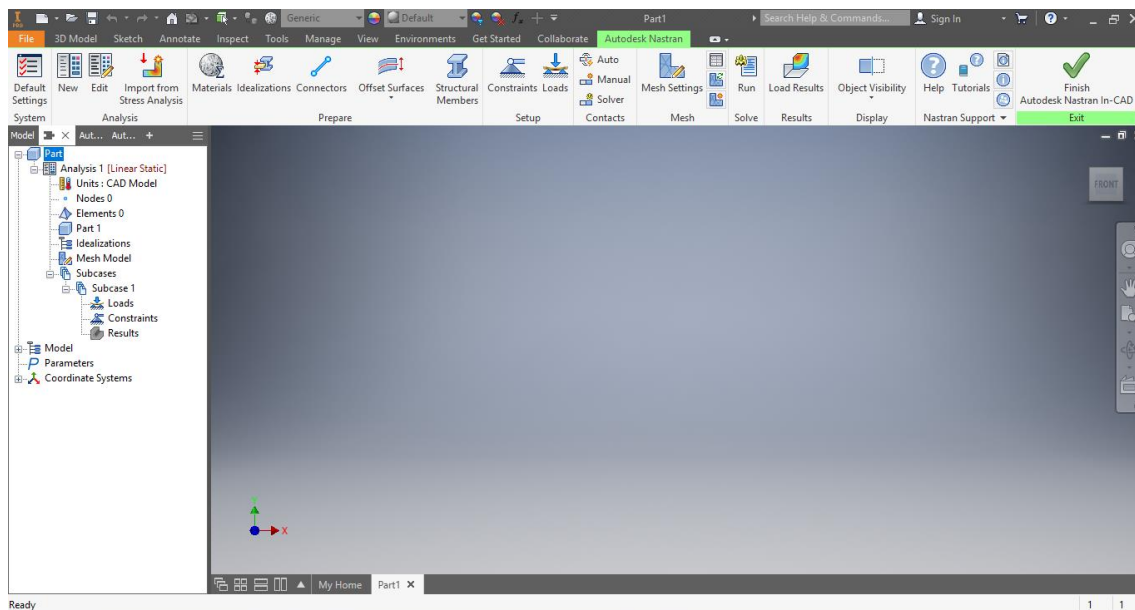 PRO Generic Default Part1 Search Help & Commands... Sign In
File 3D Model Sketch Annotate Inspect Tools Manage View Environments Get Started Collaborate Autodesk Nastran
Default Settings New Edit Import from Stress Analysis Materials Idealizations Connectors Offset Surfaces Structural Members Constraints Loads Auto Manual Solver Mesh Settings Run Load Results Object Visibility Help Tutorials Finish Autodesk Nastran In-CAD
System Analysis Prepare Setup Contacts Mesh Solve Results Display Nastran Support Exit
Model Aut... Aut... +
Part
Analysis 1 [Linear Static]
Units : CAD Model
Nodes 0
Elements 0
Part 1
Idealizations
Mesh Model
Subcases
Subcase 1
Loads
Constraints
Results
Model
Parameters
Coordinate Systems
FRONT
Y
X
My Home Part1
Ready 1 1